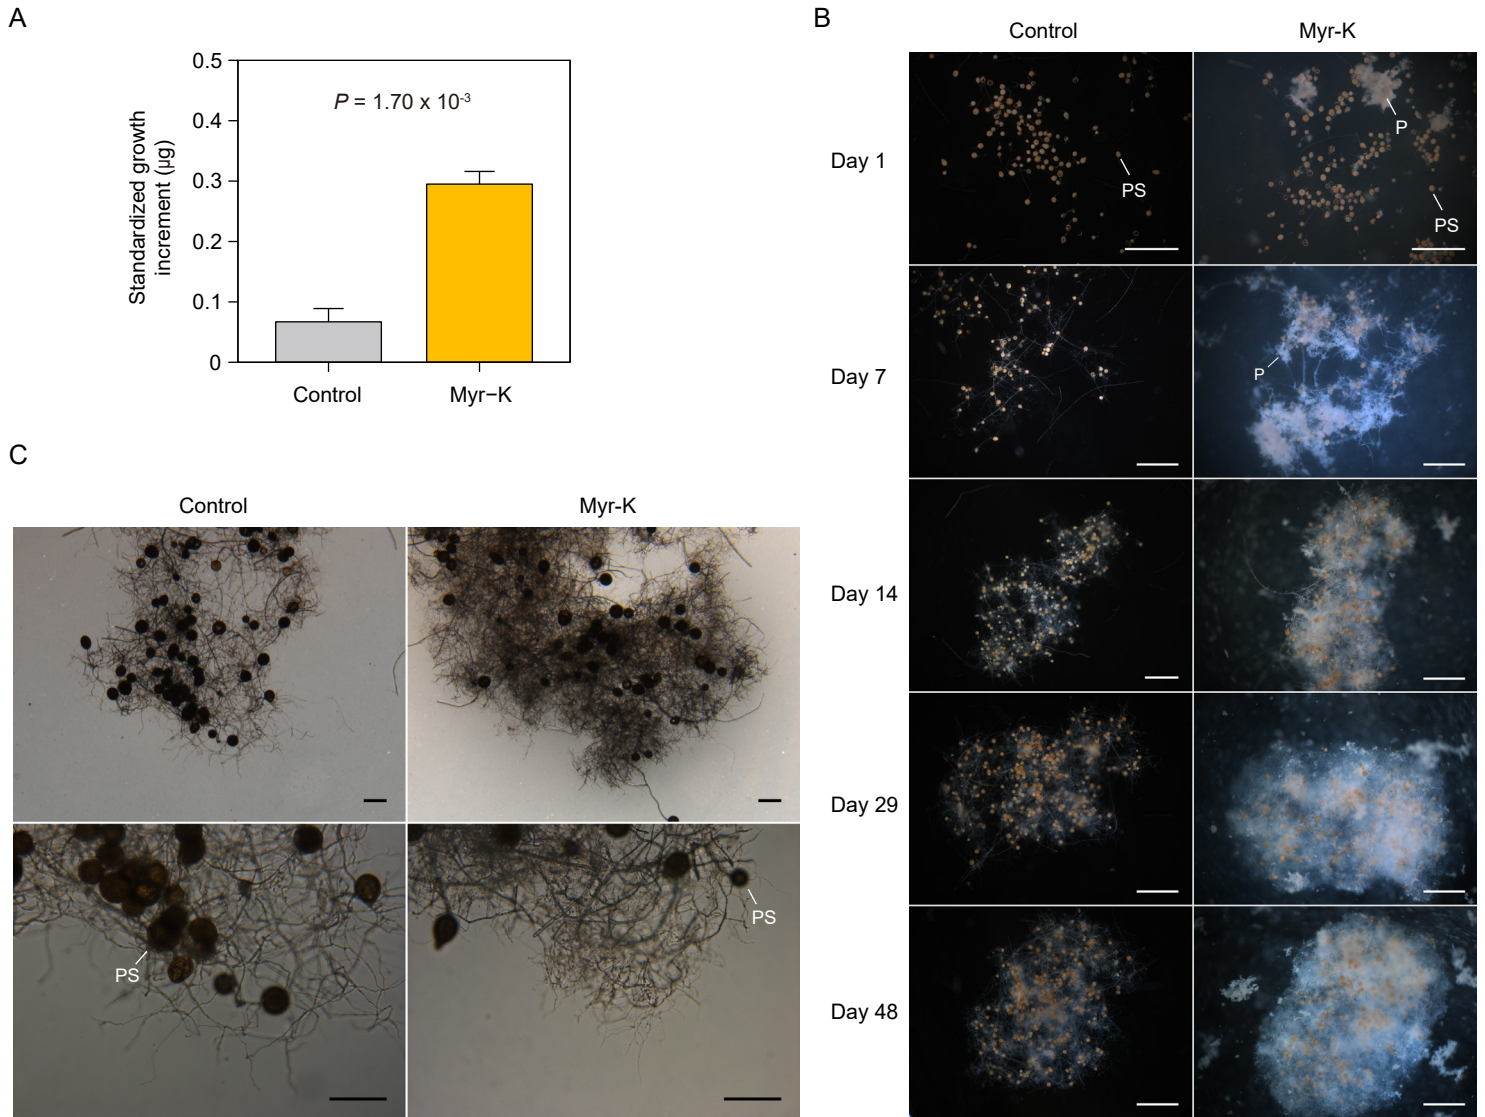 A
0.5
0.4
0.3
0.2
0.1
0
Standardized growth
increment (µg)
P = 1.70 x 10-3
Control
Myr−K
B
Control
Myr-K
Day 1
PS
P
PS
Day 7
P
Day 14
Day 29
Day 48
C
Control
Myr-K
PS
PS